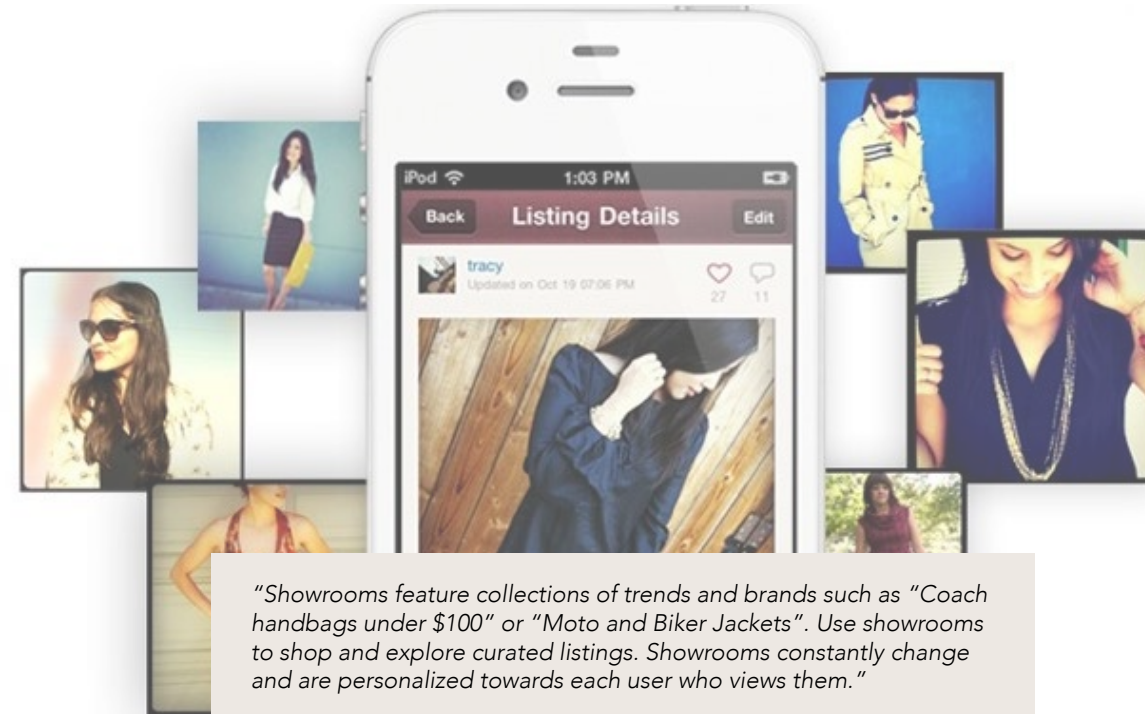 iPod 1:03 PM
Back Listing Details Edit
tracy
Updated on Oct 19 07:06 PM
27 11
“Showrooms feature collections of trends and brands such as “Coach
handbags under $100” or “Moto and Biker Jackets”. Use showrooms
to shop and explore curated listings. Showrooms constantly change
and are personalized towards each user who views them.”